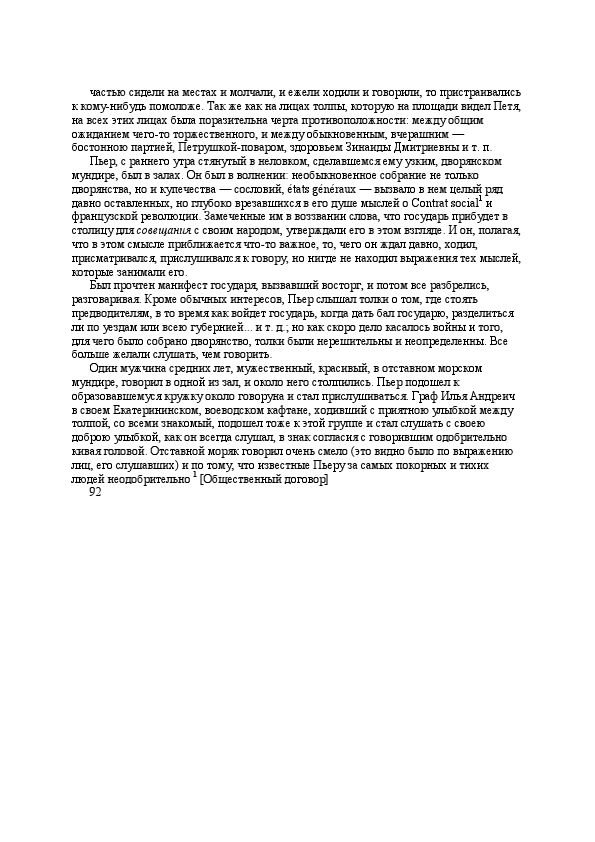 частью сидели на местах и молчали, и ежели ходили и говорили, то пристраивались
к кому-нибудь помоложе. Так же как на лицах толпы, которую на площади видел Петя,
на всех этих лицах была поразительна черта противоположности: между общим
ожиданием чего-то торжественного, и между обыкновенным, вчерашним —
бостонною партией, Петрушкой-поваром, здоровьем Зинаиды Дмитриевны и т. п.
Пьер, с раннего утра стянутый в неловком, сделавшемся ему узким, дворянском
мундире, был в залах. Он был в волнении: необыкновенное собрание не только
дворянства, но и купечества — сословий, états généraux — вызвало в нем целый ряд
давно оставленных, но глубоко врезавшихся в его душе мыслей о Contrat social¹ и
французской революции. Замеченные им в воззвании слова, что государь прибудет в
столицу для совещания с своим народом, утверждали его в этом взгляде. И он, полагая,
что в этом смысле приближается что-то важное, то, чего он ждал давно, ходил,
присматривался, прислушивался к говору, но нигде не находил выражения тех мыслей,
которые занимали его.
Был прочтен манифест государя, вызвавший восторг, и потом все разбрелись,
разговаривая. Кроме обычных интересов, Пьер слышал толки о том, где стоять
предводителям, в то время как войдет государь, когда дать бал государю, разделиться
ли по уездам или всею губернией... и т. д.; но как скоро дело касалось войны и того,
для чего было собрано дворянство, толки были нерешительны и неопределенны. Все
больше желали слушать, чем говорить.
Один мужчина средних лет, мужественный, красивый, в отставном морском
мундире, говорил в одной из зал, и около него столпились. Пьер подошел к
образовавшемуся кружку около говоруна и стал прислушиваться. Граф Илья Андреич
в своем Екатерининском, воеводском кафтане, ходивший с приятною улыбкой между
толпой, со всеми знакомый, подошел тоже к этой группе и стал слушать с своею
доброю улыбкой, как он всегда слушал, в знак согласия с говорившим одобрительно
кивая головой. Отставной моряк говорил очень смело (это видно было по выражению
лиц, его слушавших) и по тому, что известные Пьеру за самых покорных и тихих
людей неодобрительно ¹ [Общественный договор]
92